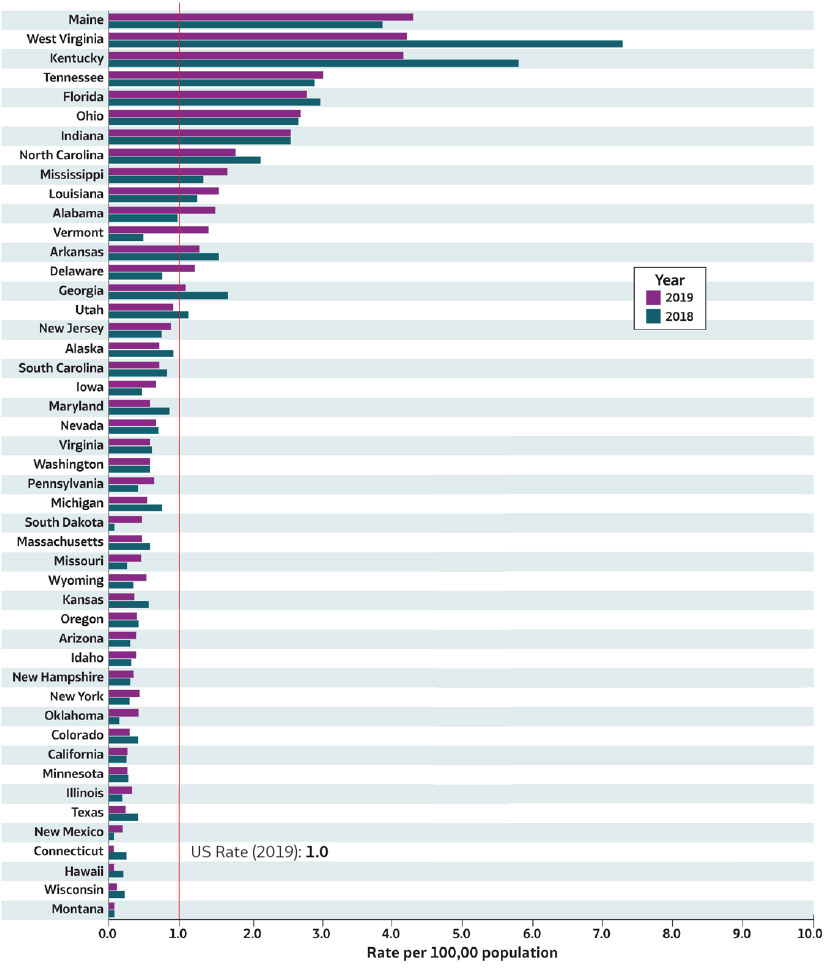 Maine
West Virginia
Kentucky
Tennessee
Florida
Ohio
Indiana
North Carolina
Mississippi
Louisiana
Alabama
Vermont
Arkansas
Delaware
Georgia
Year
2019
2018
Utah
New Jersey
Alaska
South Carolina
Iowa
Maryland
Nevada
Virginia
Washington
Pennsylvania
Michigan
South Dakota
Massachusetts
Missouri
Wyoming
Kansas
Oregon
Arizona
Idaho
New Hampshire
New York
Oklahoma
Colorado
California
Minnesota
Illinois
Texas
New Mexico
Connecticut
US Rate (2019): 1.0
Hawaii
Wisconsin
Montana
0.0 1.0 2.0 3.0 4.0 5.0 6.0 7.0 8.0 9.0 10.0
Rate per 100,00 population